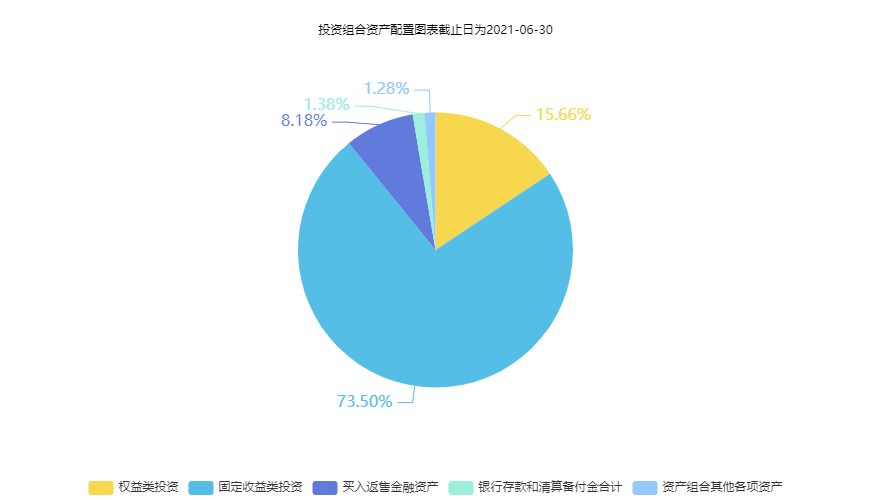 投资组合资产配置图表截止日为2021-06-30
1.28%
1.38%
15.66%
8.18%
73.50%
权益类投资 固定收益类投资 买入返售金融资产 银行存款和清算备付金合计 资产组合其他各项资产